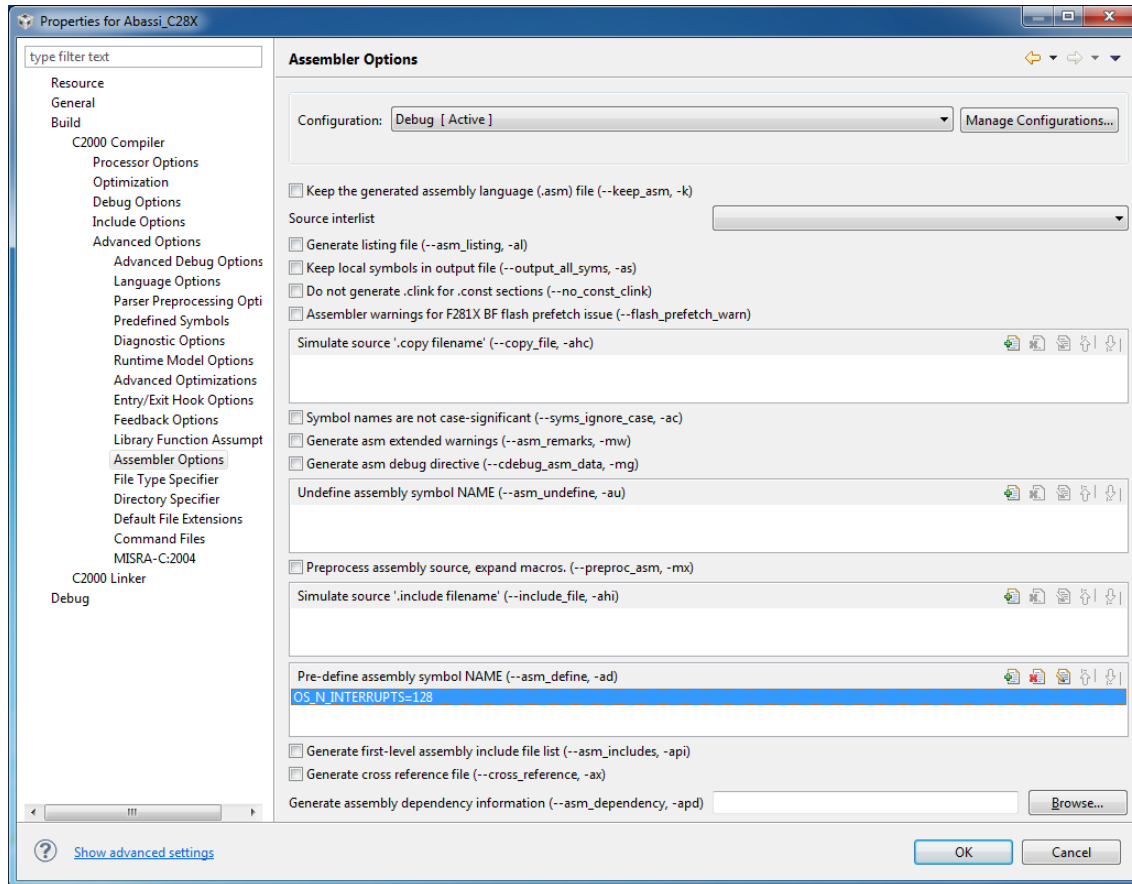 Properties for Abassi_C28X
type filter text
Resource
General
Build
C2000 Compiler
Processor Options
Optimization
Debug Options
Include Options
Advanced Options
Advanced Debug Options
Language Options
Parser Preprocessing Opti
Predefined Symbols
Diagnostic Options
Runtime Model Options
Advanced Optimizations
Entry/Exit Hook Options
Feedback Options
Library Function Assumpt
Assembler Options
File Type Specifier
Directory Specifier
Default File Extensions
Command Files
MISRA-C:2004
C2000 Linker
Debug
Assembler Options
Configuration: Debug [ Active ] Manage Configurations...
Keep the generated assembly language (.asm) file (--keep_asm, -k)
Source interlist
Generate listing file (--asm_listing, -al)
Keep local symbols in output file (--output_all_syms, -as)
Do not generate .clink for .const sections (--no_const_clink)
Assembler warnings for F281X BF flash prefetch issue (--flash_prefetch_warn)
Simulate source '.copy filename' (--copy_file, -ahc)
Symbol names are not case-significant (--syms_ignore_case, -ac)
Generate asm extended warnings (--asm_remarks, -mw)
Generate asm debug directive (--cdebug_asm_data, -mg)
Undefine assembly symbol NAME (--asm_undefine, -au)
Preprocess assembly source, expand macros. (--preproc_asm, -mx)
Simulate source '.include filename' (--include_file, -ahi)
Pre-define assembly symbol NAME (--asm_define, -ad)
OS_N_INTERRUPTS=128
Generate first-level assembly include file list (--asm_includes, -api)
Generate cross reference file (--cross_reference, -ax)
Generate assembly dependency information (--asm_dependency, -apd) Browse...
Show advanced settings
OK Cancel